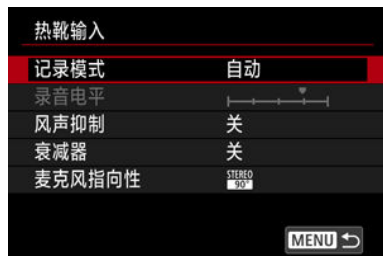 热靴输入
记录模式 自动
录音电平
风声抑制 关
衰减器 关
麦克风指向性 STEREO 90°
MENU